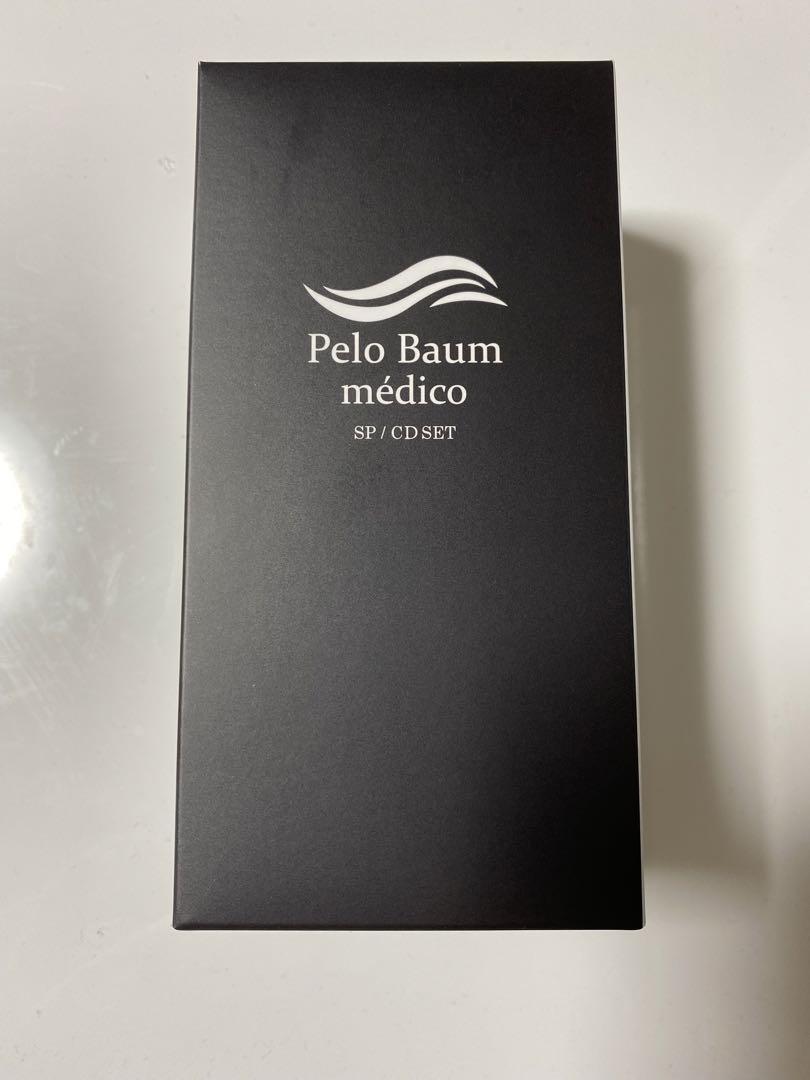 Pelo Baum
médico
SP / CD SET